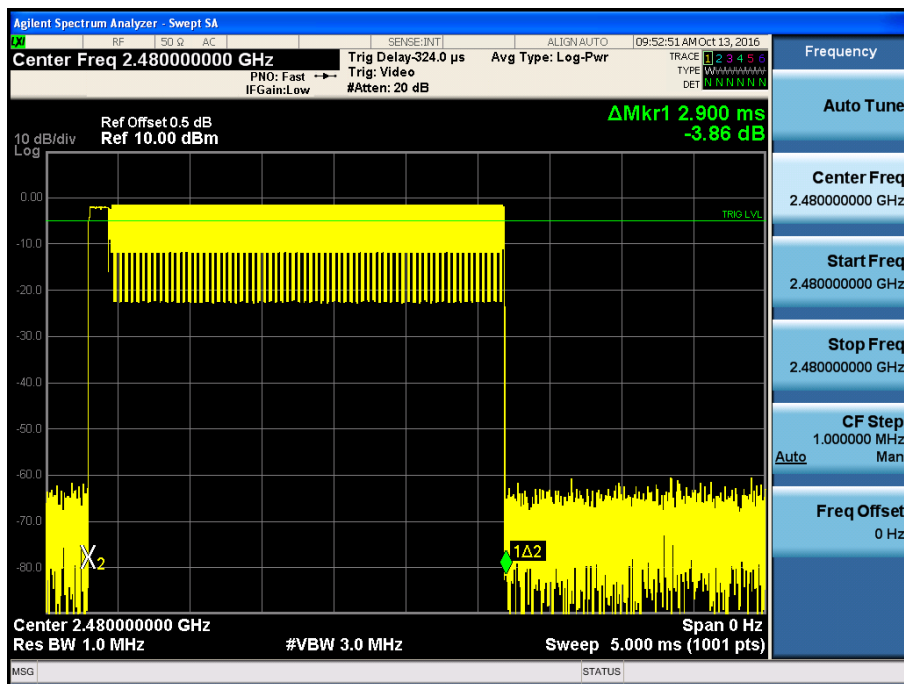 Agilent Spectrum Analyzer - Swept SA
LXI RF 50 Ω AC SENSE:INT ALIGN AUTO 09:52:51 AM Oct 13, 2016
Center Freq 2.480000000 GHz Trig Delay-324.0 µs Avg Type: Log-Pwr TRACE 1 2 3 4 5 6
PNO: Fast Trig: Video TYPE W
IFGain:Low #Atten: 20 dB DET N N N N N N
Frequency
ΔMkr1 2.900 ms
-3.86 dB
Ref Offset 0.5 dB
10 dB/div Ref 10.00 dBm
Log
0.00
TRIG LVL
-10.0
-20.0
-30.0
-40.0
-50.0
-60.0
-70.0
-80.0
X2
1Δ2
Center 2.480000000 GHz Span 0 Hz
Res BW 1.0 MHz #VBW 3.0 MHz Sweep 5.000 ms (1001 pts)
MSG STATUS
Auto Tune
Center Freq
2.480000000 GHz
Start Freq
2.480000000 GHz
Stop Freq
2.480000000 GHz
CF Step
1.000000 MHz
Auto Man
Freq Offset
0 Hz